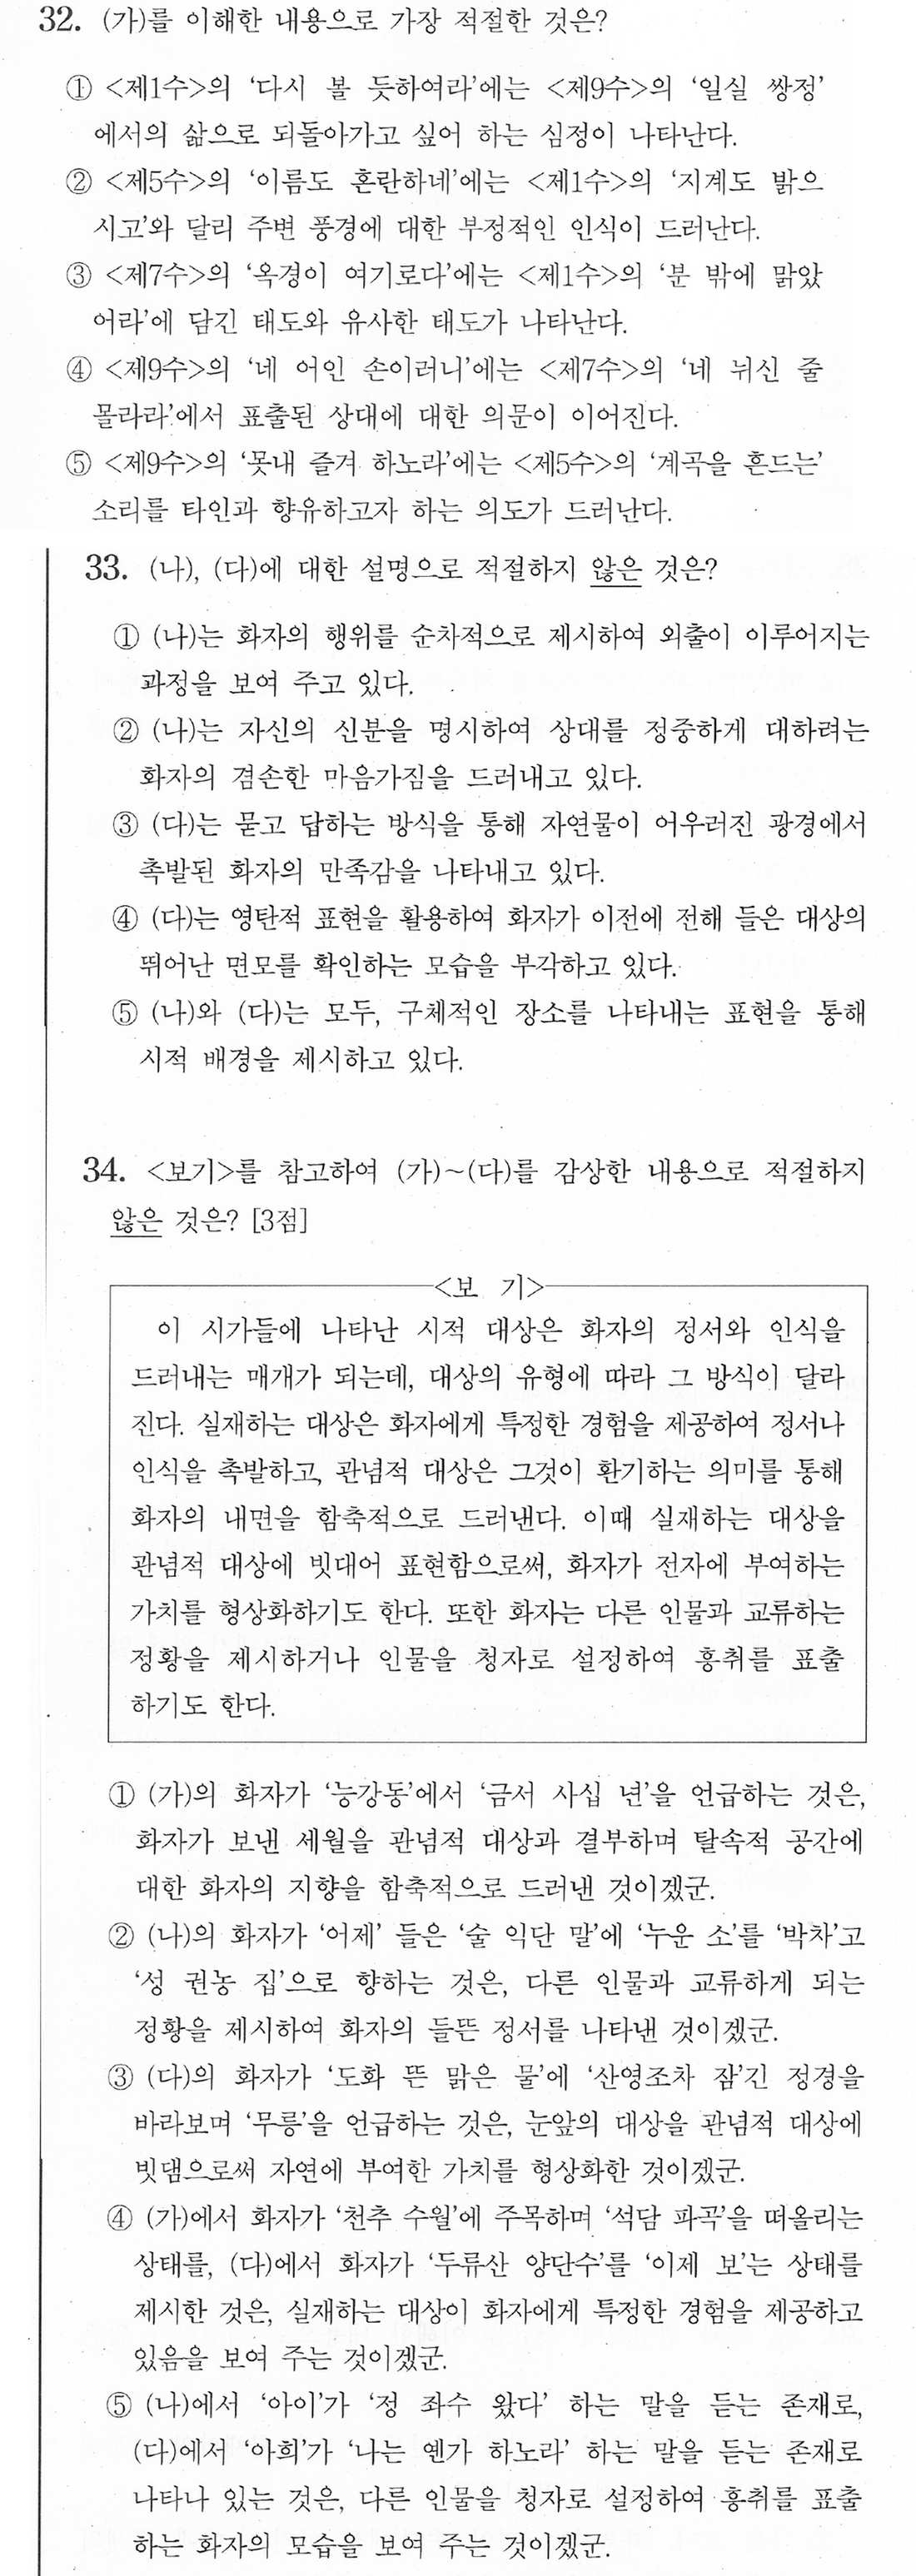 32. (가)를 이해한 내용으로 가장 적절한 것은?
① <제1수>의 ‘다시 볼 듯하여라’에는 <제9수>의 ‘일실 쌍정’
에서의 삶으로 되돌아가고 싶어 하는 심정이 나타난다.
② <제5수>의 ‘이름도 혼란하네’에는 <제1수>의 ‘지계도 밝으
시고’와 달리 주변 풍경에 대한 부정적인 인식이 드러난다.
③ <제7수>의 ‘옥경이 여기로다’에는 <제1수>의 ‘분 밖에 맑았
어라’에 담긴 태도와 유사한 태도가 나타난다.
④ <제9수>의 ‘네 어인 손이러니’에는 <제7수>의 ‘네 뉘신 줄
몰라라’에서 표출된 상대에 대한 의문이 이어진다.
⑤ <제9수>의 ‘못내 즐겨 하노라’에는 <제5수>의 ‘계곡을 흔드는’
소리를 타인과 향유하고자 하는 의도가 드러난다.
33. (나), (다)에 대한 설명으로 적절하지 않은 것은?
① (나)는 화자의 행위를 순차적으로 제시하여 외출이 이루어지는
과정을 보여 주고 있다.
② (나)는 자신의 신분을 명시하여 상대를 정중하게 대하려는
화자의 겸손한 마음가짐을 드러내고 있다.
③ (다)는 묻고 답하는 방식을 통해 자연물이 어우러진 광경에서
촉발된 화자의 만족감을 나타내고 있다.
④ (다)는 영탄적 표현을 활용하여 화자가 이전에 전해 들은 대상의
뛰어난 면모를 확인하는 모습을 부각하고 있다.
⑤ (나)와 (다)는 모두, 구체적인 장소를 나타내는 표현을 통해
시적 배경을 제시하고 있다.
34. <보기>를 참고하여 (가)~(다)를 감상한 내용으로 적절하지
않은 것은? [3점]
<보 기>
이 시가들에 나타난 시적 대상은 화자의 정서와 인식을
드러내는 매개가 되는데, 대상의 유형에 따라 그 방식이 달라
진다. 실재하는 대상은 화자에게 특정한 경험을 제공하여 정서나
인식을 촉발하고, 관념적 대상은 그것이 환기하는 의미를 통해
화자의 내면을 함축적으로 드러낸다. 이때 실재하는 대상을
관념적 대상에 빗대어 표현함으로써, 화자가 전자에 부여하는
가치를 형상화하기도 한다. 또한 화자는 다른 인물과 교류하는
정황을 제시하거나 인물을 청자로 설정하여 흥취를 표출
하기도 한다.
① (가)의 화자가 ‘능강동’에서 ‘금서 사십 년’을 언급하는 것은,
화자가 보낸 세월을 관념적 대상과 결부하며 탈속적 공간에
대한 화자의 지향을 함축적으로 드러낸 것이겠군.
② (나)의 화자가 ‘어제’ 들은 ‘술 익단 말’에 ‘누운 소’를 ‘박차’고
‘성 권농 집’으로 향하는 것은, 다른 인물과 교류하게 되는
정황을 제시하여 화자의 들뜬 정서를 나타낸 것이겠군.
③ (다)의 화자가 ‘도화 뜬 맑은 물’에 ‘산영조차 잠’긴 정경을
바라보며 ‘무릉’을 언급하는 것은, 눈앞의 대상을 관념적 대상에
빗댐으로써 자연에 부여한 가치를 형상화한 것이겠군.
④ (가)에서 화자가 ‘천추 수월’에 주목하며 ‘석담 파곡’을 떠올리는
상태를, (다)에서 화자가 ‘두류산 양단수’를 ‘이제 보’는 상태를
제시한 것은, 실재하는 대상이 화자에게 특정한 경험을 제공하고
있음을 보여 주는 것이겠군.
⑤ (나)에서 ‘아이’가 ‘정 좌수 왔다’ 하는 말을 듣는 존재로,
(다)에서 ‘아희’가 ‘나는 옌가 하노라’ 하는 말을 듣는 존재로
나타나 있는 것은, 다른 인물을 청자로 설정하여 흥취를 표출
하는 화자의 모습을 보여 주는 것이겠군.